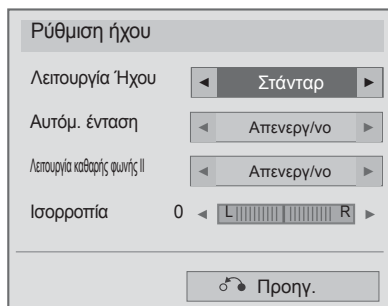 Ρύθμιση ήχου
Λειτουργία Ήχου ◄ Στάνταρ ►
Αυτόμ. ένταση ◄ Απενεργ/νο ►
Λειτουργία καθαρής φωνής II ◄ Απενεργ/νο ►
Ισορροπία 0 ◄ L R ►
Προηγ.